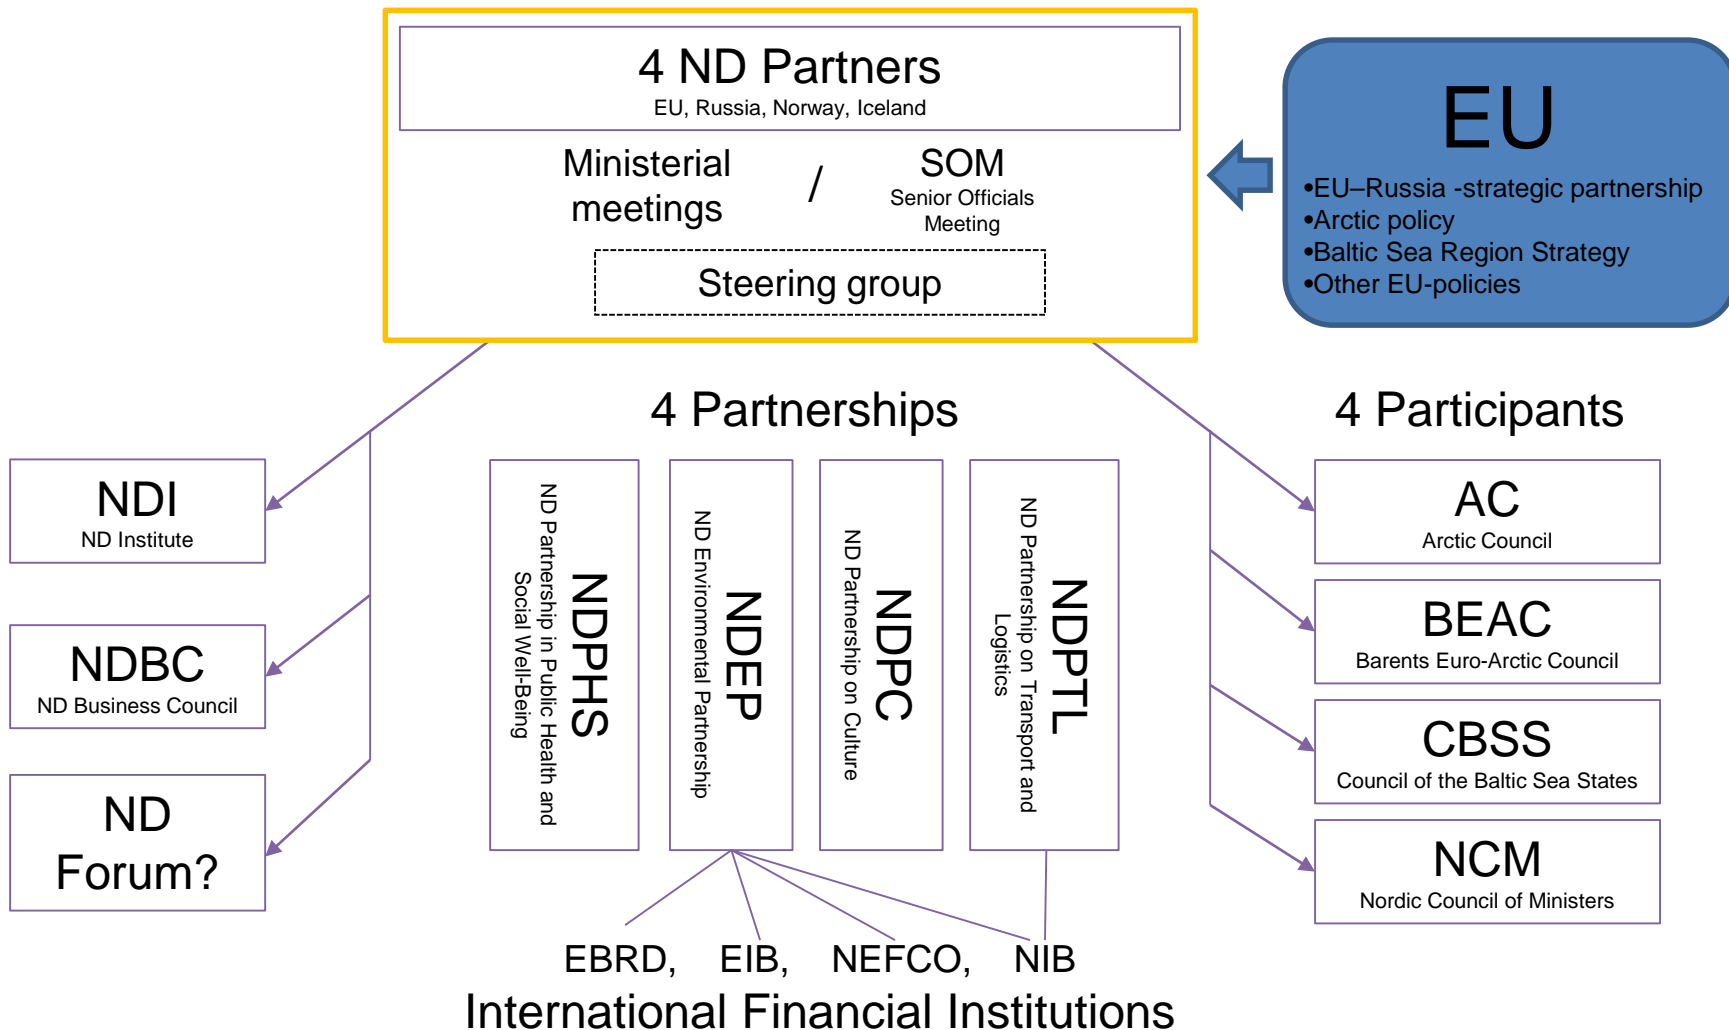 4 ND Partners
EU, Russia, Norway, Iceland
Ministerial
meetings
/
SOM
Senior Officials
Meeting
Steering group
EU
•EU–Russia -strategic partnership
•Arctic policy
•Baltic Sea Region Strategy
•Other EU-policies
4 Partnerships
4 Participants
NDI
ND Institute
NDBC
ND Business Council
ND
Forum?
NDPHS
ND Partnership in Public Health and
Social Well-Being
NDEP
ND Environmental Partnership
NDPC
ND Partnership on Culture
NDPTL
ND Partnership on Transport and
Logistics
AC
Arctic Council
BEAC
Barents Euro-Arctic Council
CBSS
Council of the Baltic Sea States
NCM
Nordic Council of Ministers
EBRD, EIB, NEFCO, NIB
International Financial Institutions